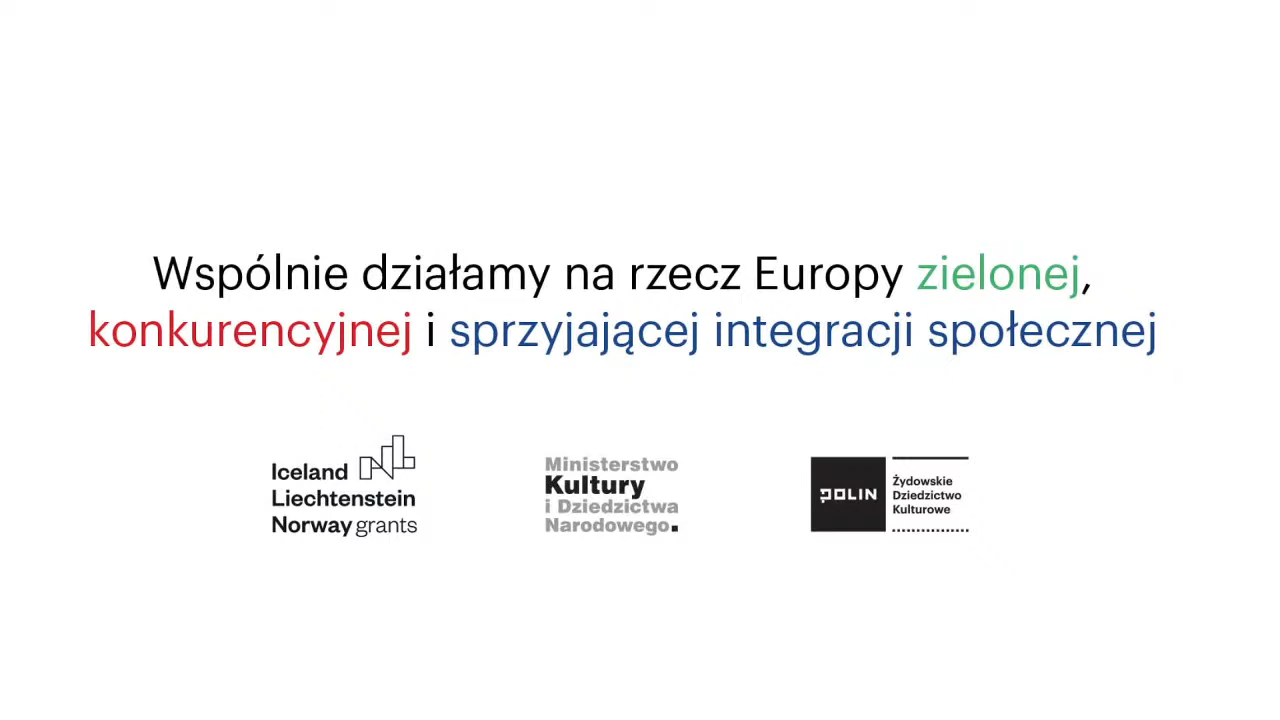 Wspólnie działamy na rzecz Europy zielonej,
konkurencyjnej i sprzyjającej integracji społecznej
Iceland
Liechtenstein
Norway grants
Ministerstwo
Kultury
i Dziedzictwa
Narodowego.
POLIN
Żydowskie
Dziedzictwo
Kulturowe